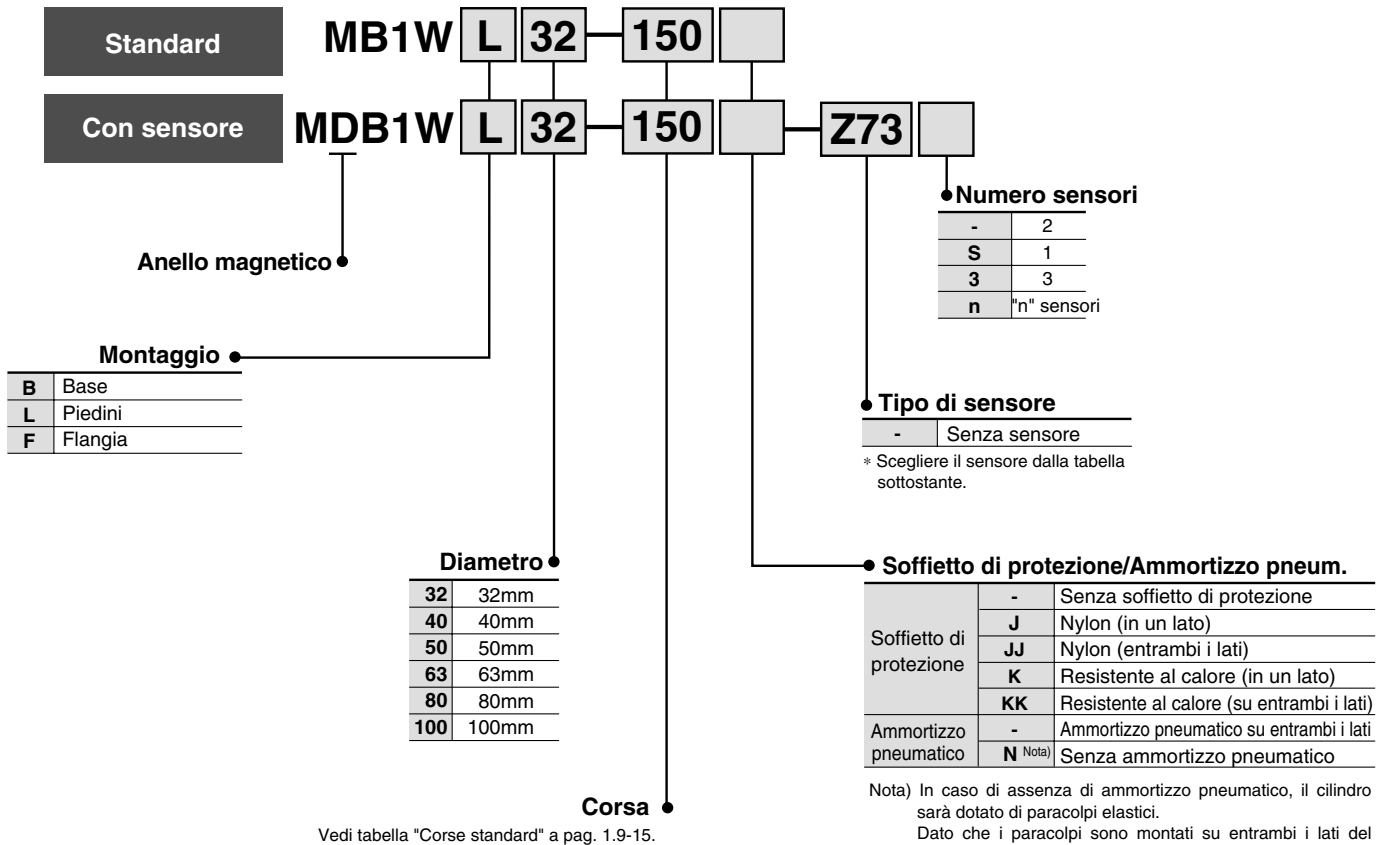 Standard
MB1W L 32 — 150
Con sensore
MDB1W L 32 — 150 — Z73
Numero sensori
- 2
S 1
3 3
n "n" sensori
Anello magnetico
Montaggio
B Base
L Piedini
F Flangia
Tipo di sensore
- Senza sensore
* Scegliere il sensore dalla tabella
sottostante.
Diametro
32 32mm
40 40mm
50 50mm
63 63mm
80 80mm
100 100mm
Soffietto di protezione/Ammortizzo pneum.
Soffietto di
protezione
- Senza soffietto di protezione
J Nylon (in un lato)
JJ Nylon (entrambi i lati)
K Resistente al calore (in un lato)
KK Resistente al calore (su entrambi i lati)
Ammortizzo
pneumatico
- Ammortizzo pneumatico su entrambi i lati
N Nota) Senza ammortizzo pneumatico
Nota) In caso di assenza di ammortizzo pneumatico, il cilindro
sarà dotato di paracolpi elastici.
Dato che i paracolpi sono montati su entrambi i lati del
Corsa
Vedi tabella "Corse standard" a pag. 1.9-15.